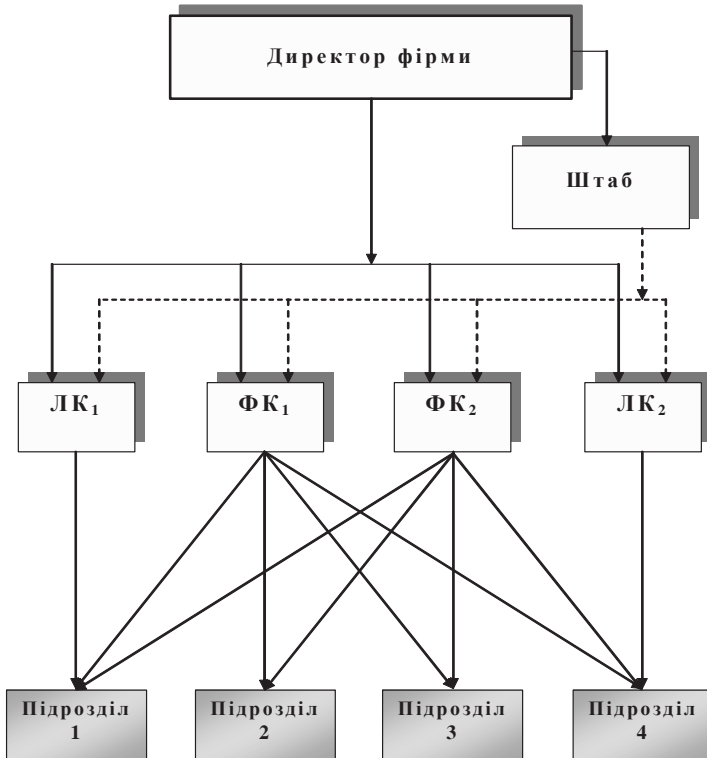 Директор фірми
Штаб
ЛК₁
ФК₁
ФК₂
ЛК₂
Підрозділ
1
Підрозділ
2
Підрозділ
3
Підрозділ
4